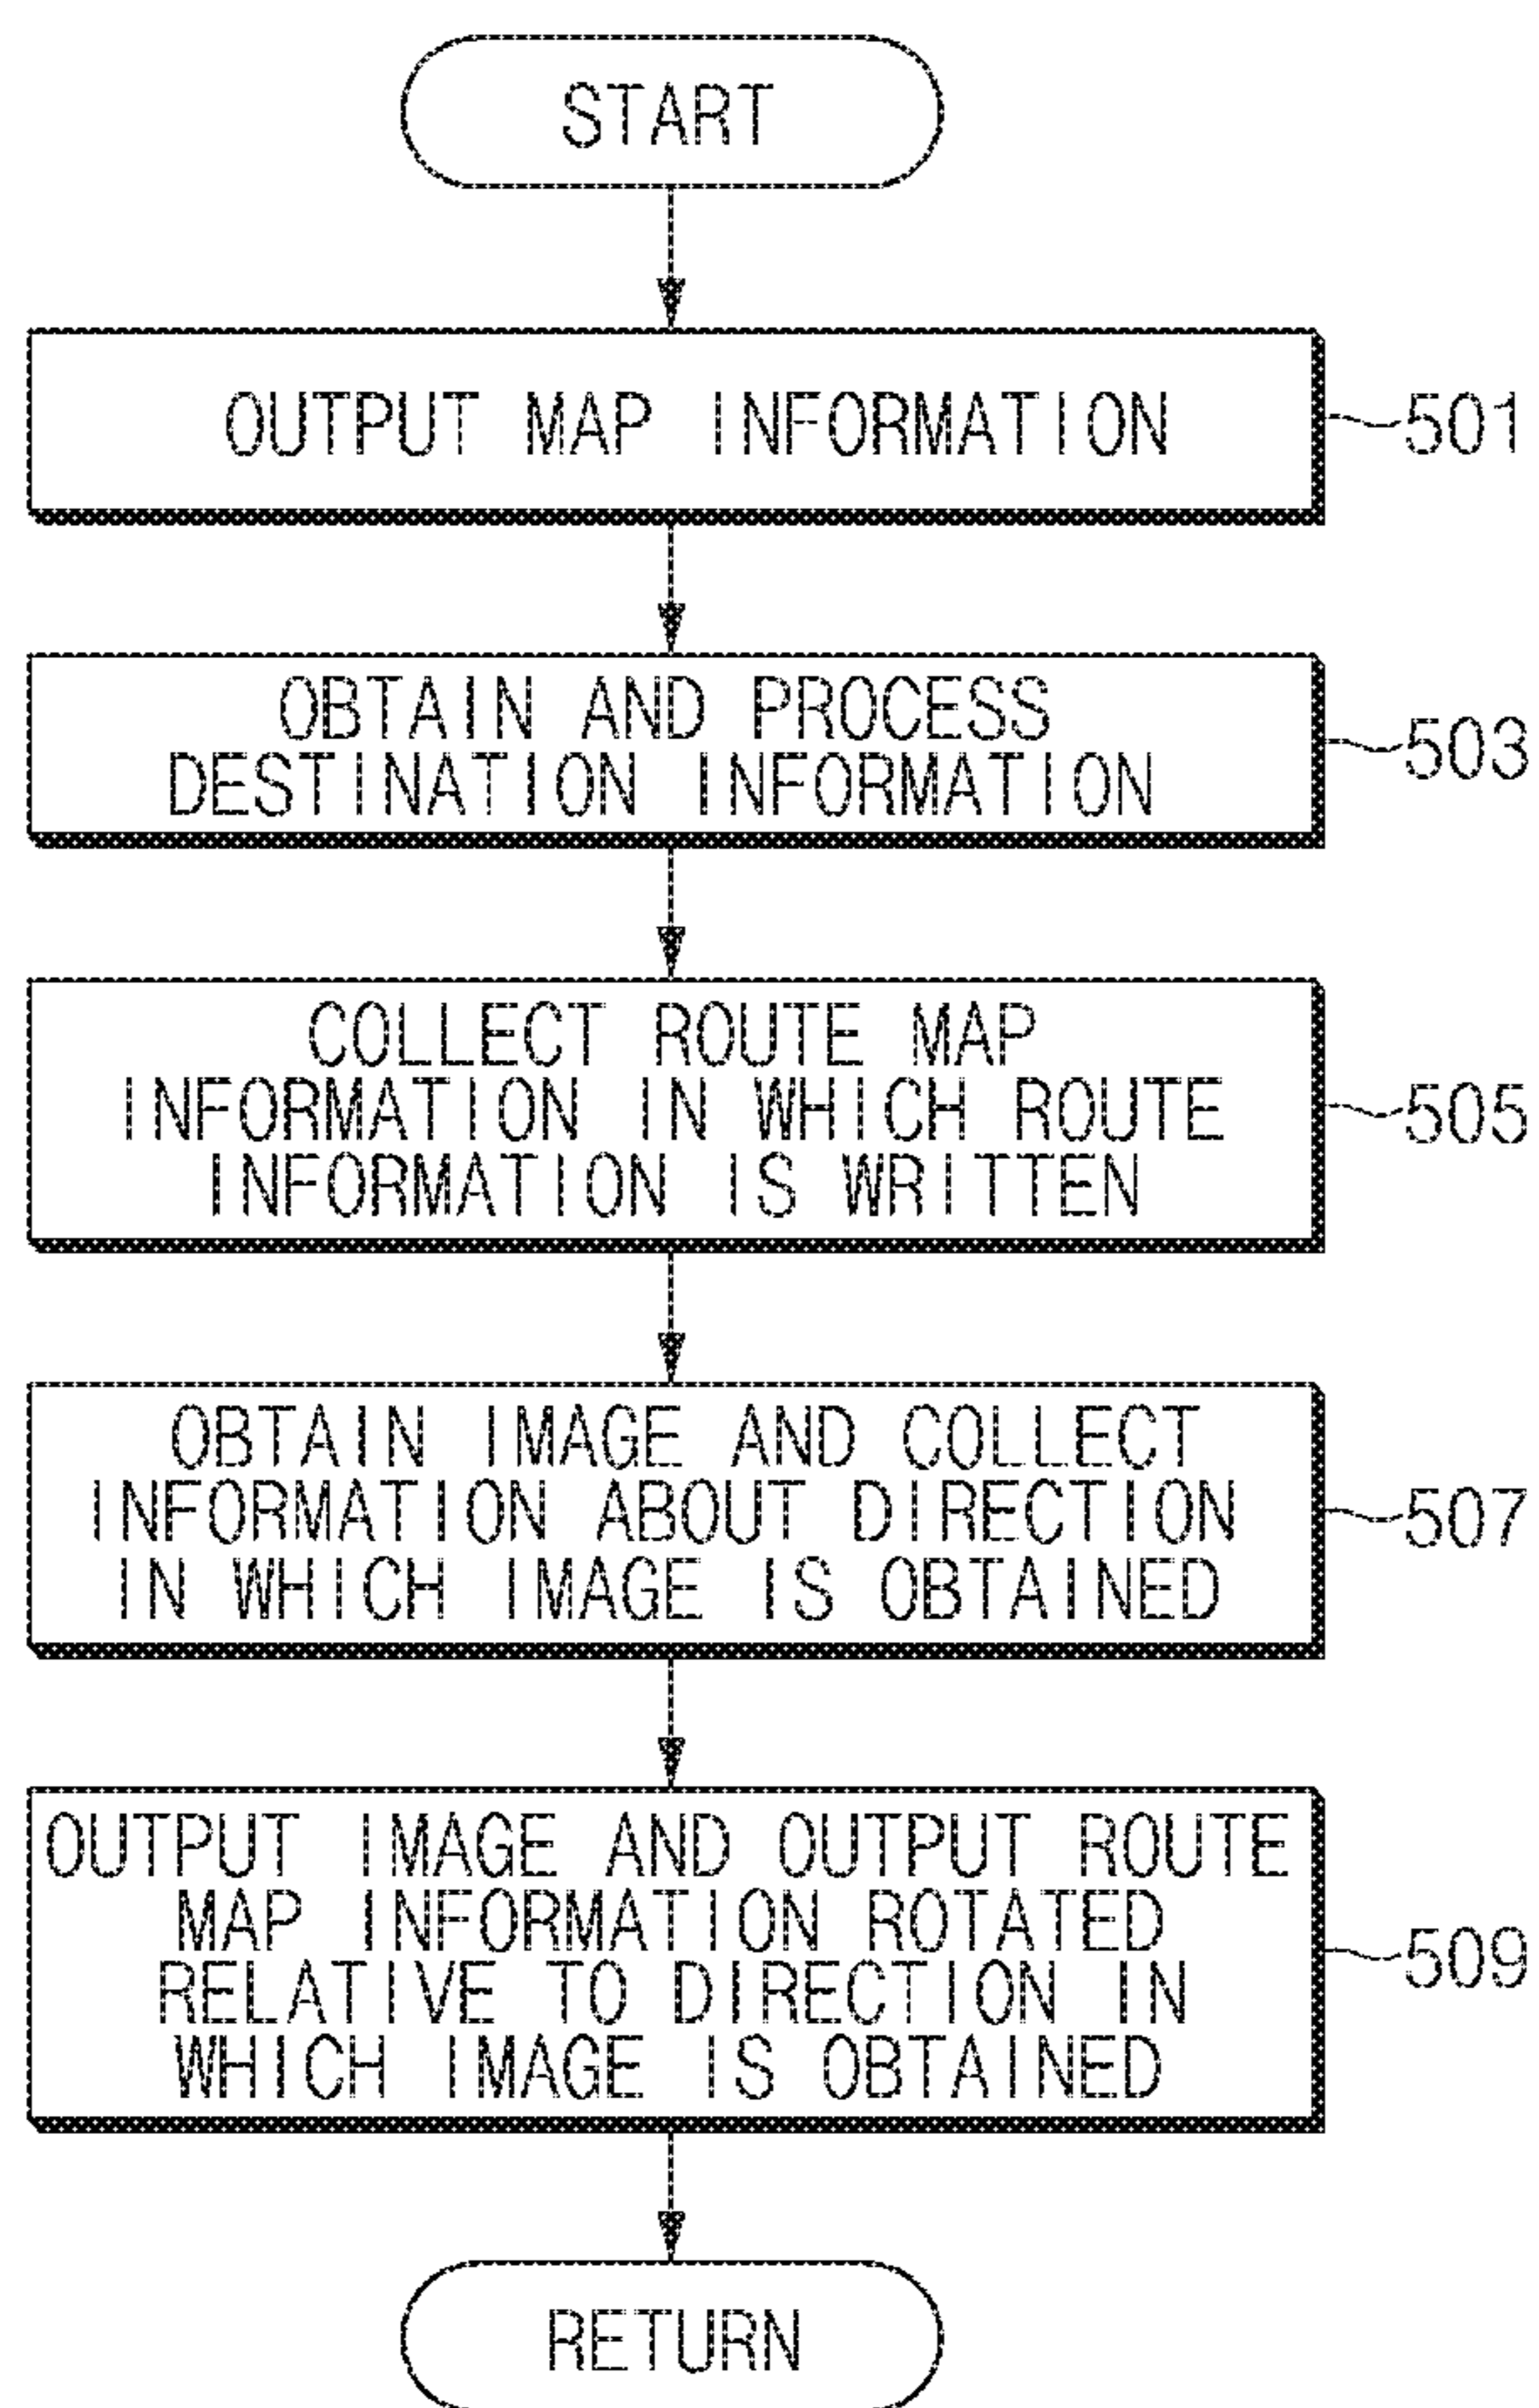 START
OUTPUT MAP INFORMATION
501
OBTAIN AND PROCESS
DESTINATION INFORMATION
503
COLLECT ROUTE MAP
INFORMATION IN WHICH ROUTE
INFORMATION IS WRITTEN
505
OBTAIN IMAGE AND COLLECT
INFORMATION ABOUT DIRECTION
IN WHICH IMAGE IS OBTAINED
507
OUTPUT IMAGE AND OUTPUT ROUTE
MAP INFORMATION ROTATED
RELATIVE TO DIRECTION IN
WHICH IMAGE IS OBTAINED
509
RETURN